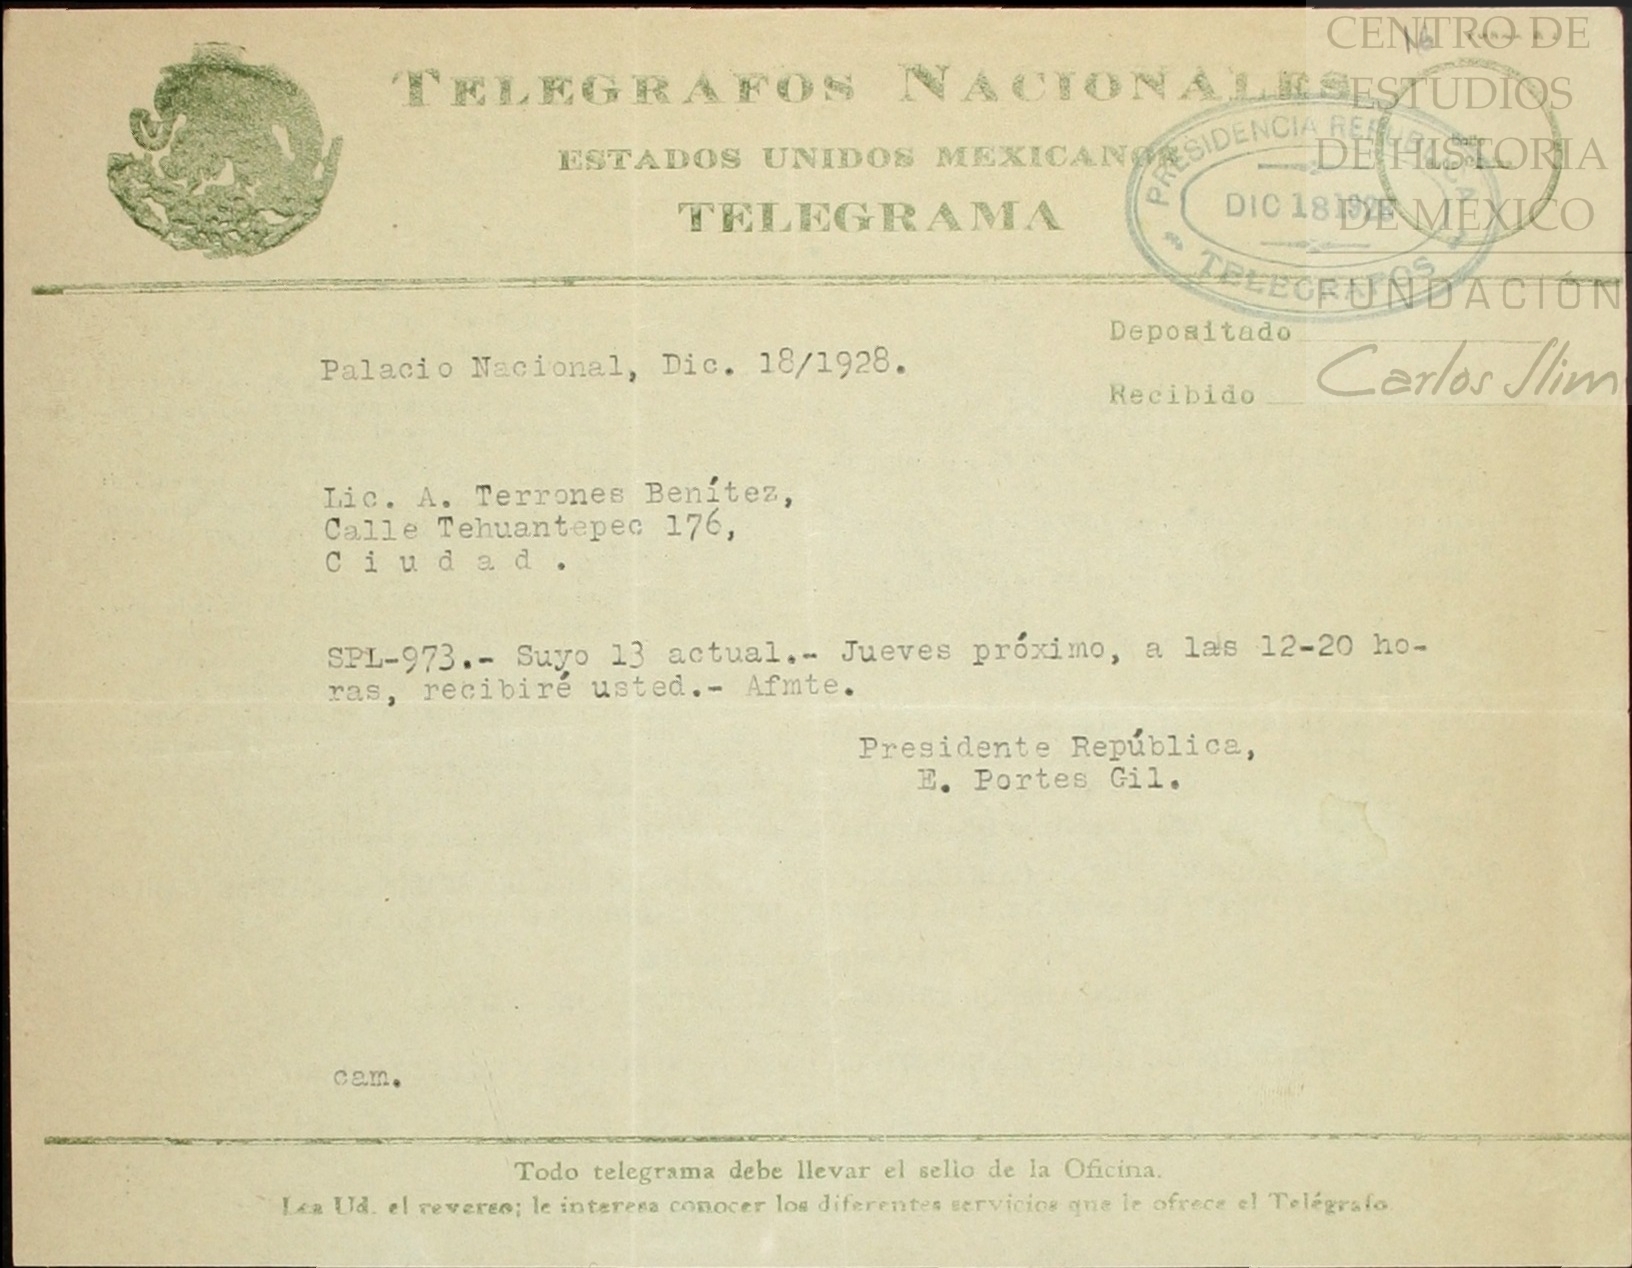 TELEGRAFOS NACIONALES
ESTADOS UNIDOS MEXICANOS
TELEGRAMA
PRESIDENCIA REPUBLICA
DIC 18 1928
TELEGRAFOS
CENTRO DE
ESTUDIOS
DE HISTORIA
DE MÉXICO
FUNDACIÓN
Carlos Slim
Depositado
Recibido
Palacio Nacional, Dic. 18/1928.
Lic. A. Terrones Benítez,
Calle Tehuantepec 176,
C i u d a d .
SPL-973.- Suyo 13 actual.- Jueves próximo, a las 12-20 ho-
ras, recibiré usted.- Afmte.
Presidente República,
E. Portes Gil.
cam.
Todo telegrama debe llevar el sello de la Oficina.
Lea Ud. el reverso; le interesa conocer los diferentes servicios que le ofrece el Telégrafo.